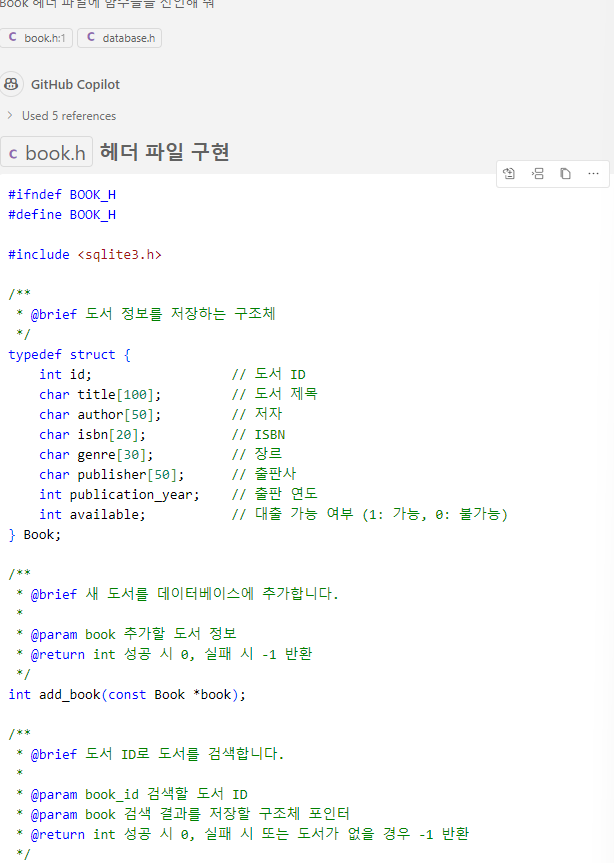 Book 헤더 파일에 함수들을 선언해 줘
C book.h:1 C database.h
GitHub Copilot
> Used 5 references
C book.h 헤더 파일 구현
#ifndef BOOK_H
#define BOOK_H
#include <sqlite3.h>
/**
 * @brief 도서 정보를 저장하는 구조체
 */
typedef struct {
    int id;                  // 도서 ID
    char title[100];         // 도서 제목
    char author[50];         // 저자
    char isbn[20];           // ISBN
    char genre[30];          // 장르
    char publisher[50];      // 출판사
    int publication_year;    // 출판 연도
    int available;           // 대출 가능 여부 (1: 가능, 0: 불가능)
} Book;
/**
 * @brief 새 도서를 데이터베이스에 추가합니다.
 *
 * @param book 추가할 도서 정보
 * @return int 성공 시 0, 실패 시 -1 반환
 */
int add_book(const Book *book);
/**
 * @brief 도서 ID로 도서를 검색합니다.
 *
 * @param book_id 검색할 도서 ID
 * @param book 검색 결과를 저장할 구조체 포인터
 * @return int 성공 시 0, 실패 시 또는 도서가 없을 경우 -1 반환
 */